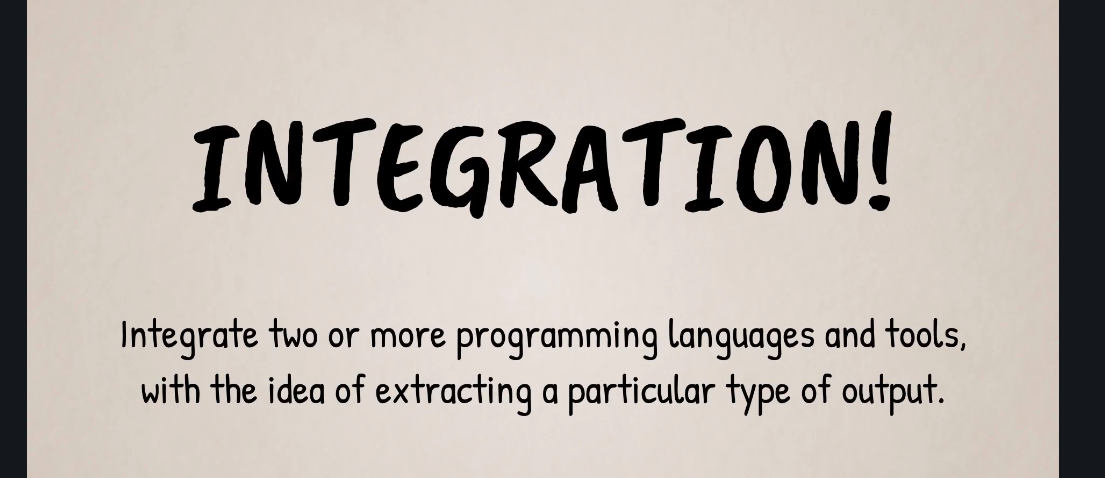 INTEGRATION!
Integrate two or more programming languages and tools,
with the idea of extracting a particular type of output.